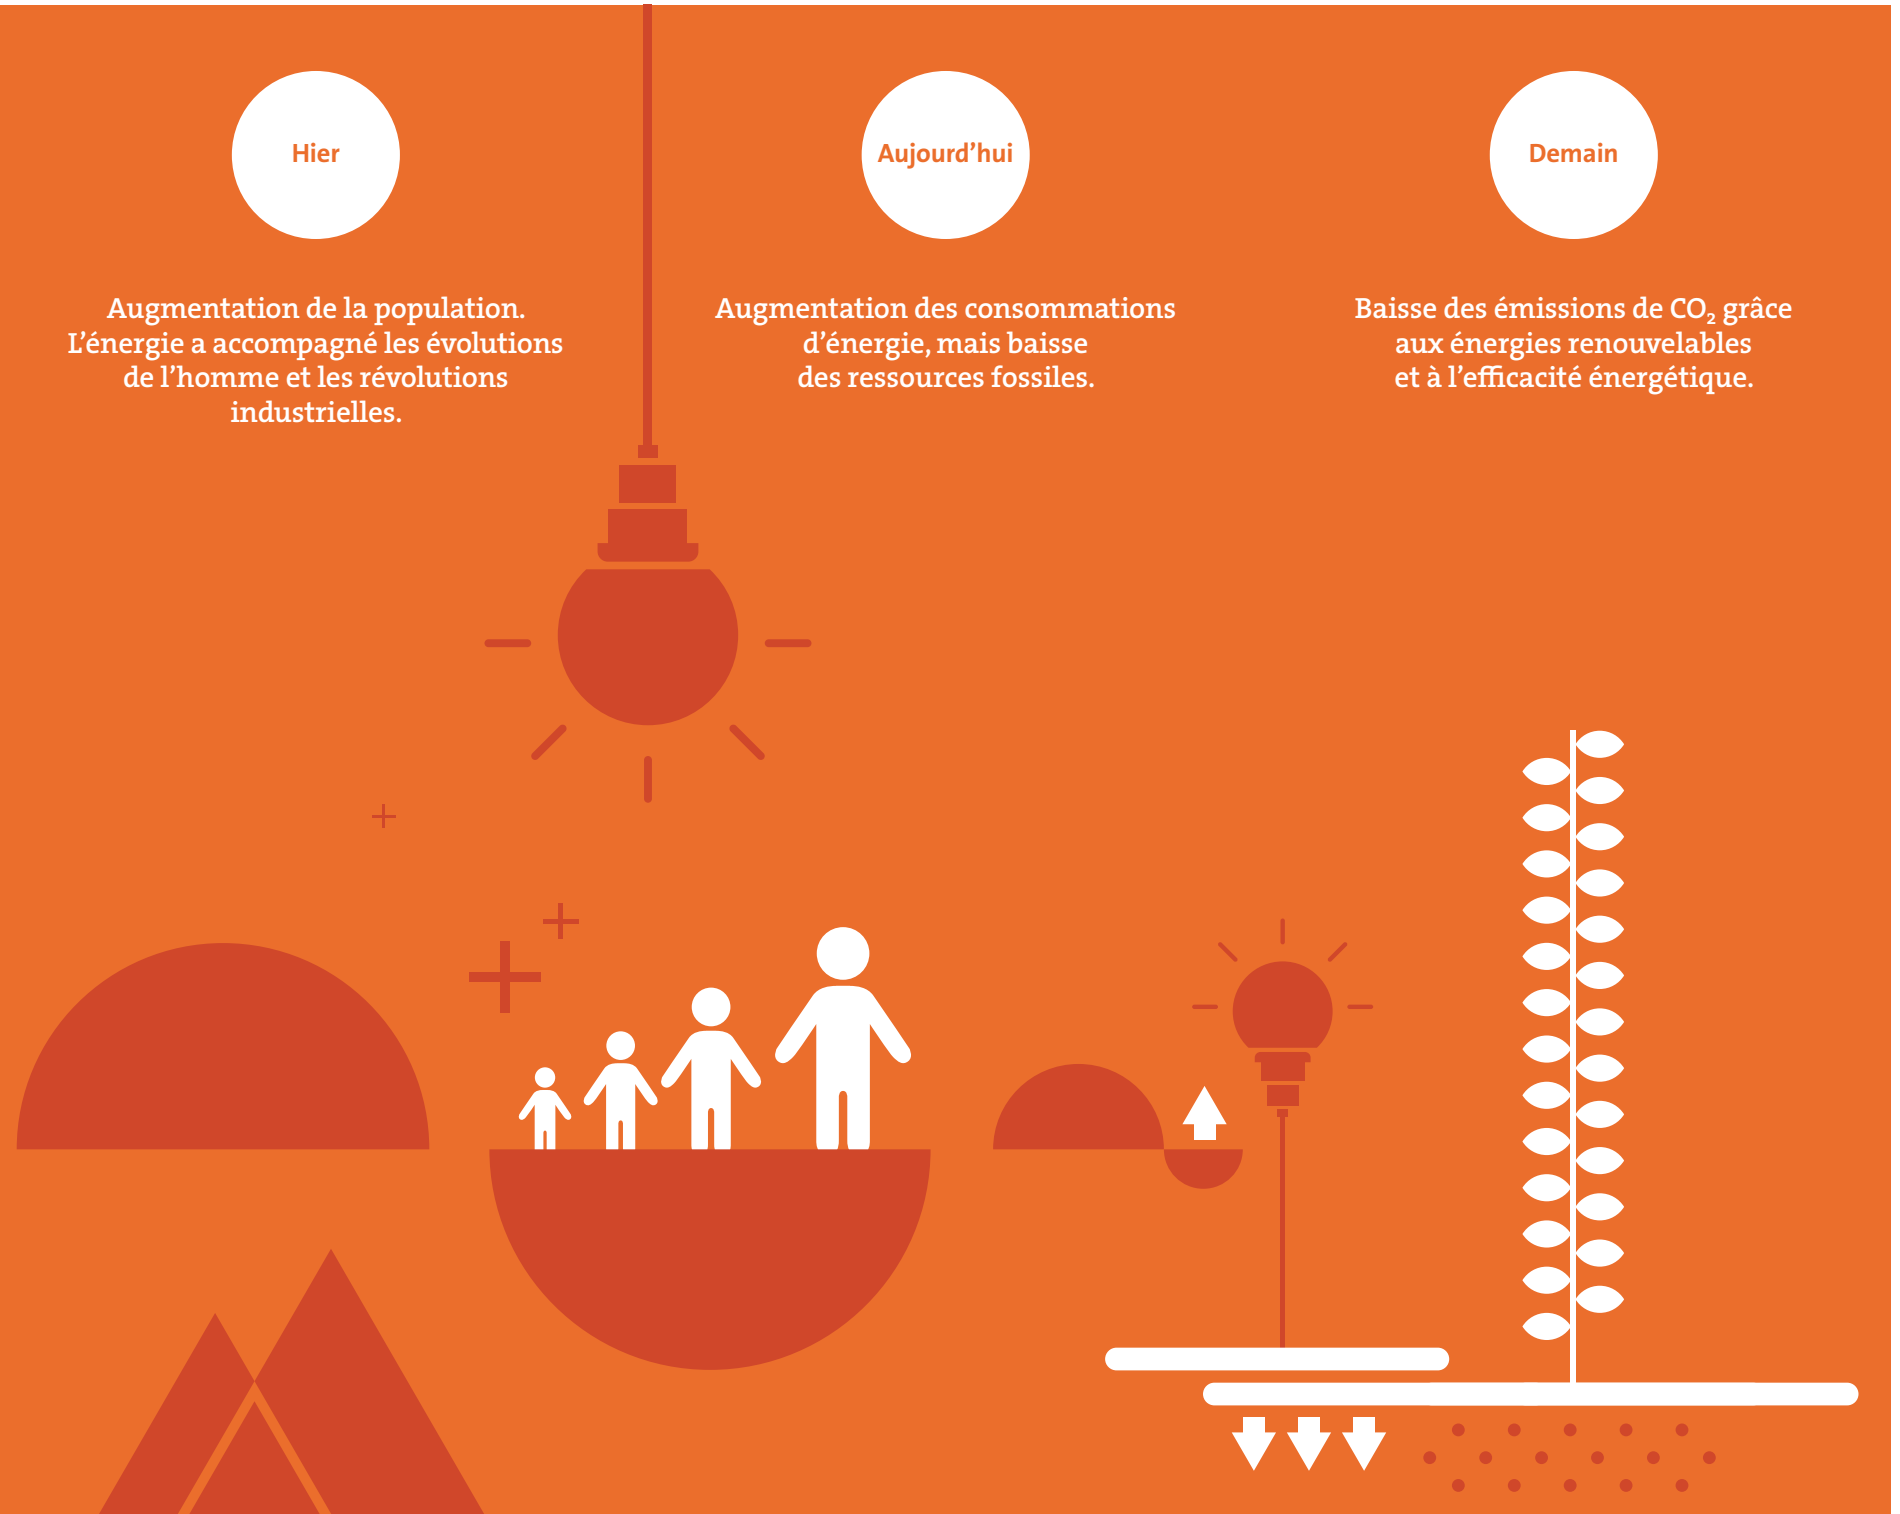 Hier
Augmentation de la population.
L’énergie a accompagné les évolutions
de l’homme et les révolutions
industrielles.
Aujourd’hui
Augmentation des consommations
d’énergie, mais baisse
des ressources fossiles.
Demain
Baisse des émissions de CO₂ grâce
aux énergies renouvelables
et à l’efficacité énergétique.